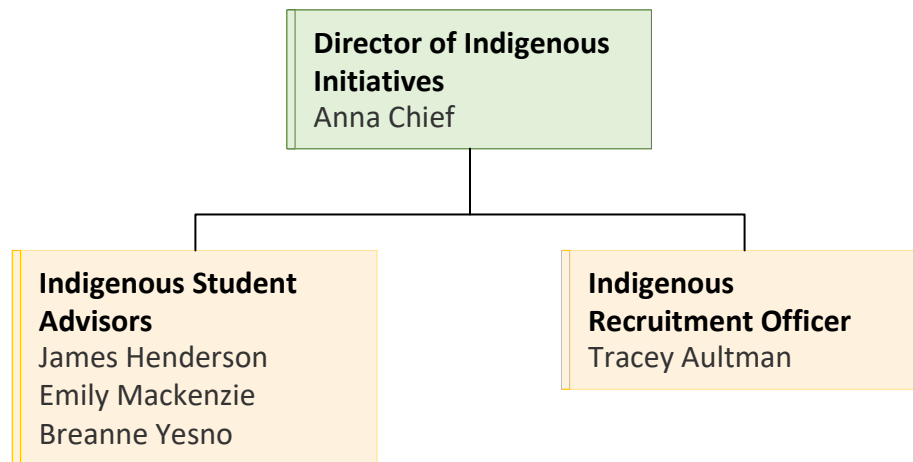 Director of Indigenous
Initiatives
Anna Chief
Indigenous Student
Advisors
James Henderson
Emily Mackenzie
Breanne Yesno
Indigenous
Recruitment Officer
Tracey Aultman